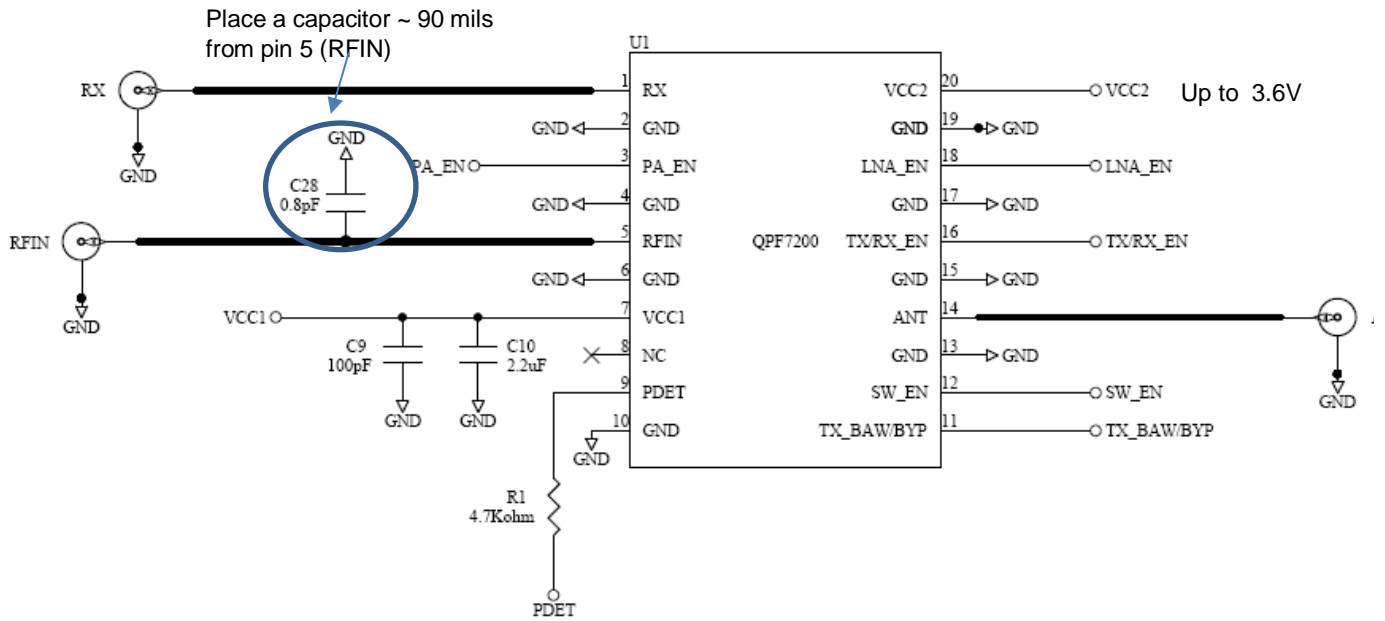 Place a capacitor ~ 90 mils
from pin 5 (RFIN)
U1
RX
1
RX
VCC2
20
VCC2
Up to 3.6V
GND
2
GND
GND
19
GND
GND
PA_EN
3
PA_EN
LNA_EN
18
LNA_EN
GND
C28
0.8pF
GND
4
GND
GND
17
GND
RFIN
5
RFIN
QPF7200
TX/RX_EN
16
TX/RX_EN
GND
6
GND
GND
15
GND
GND
VCC1
7
VCC1
ANT
14
C9
100pF
C10
2.2uF
8
NC
GND
13
GND
GND
GND
9
PDET
SW_EN
12
SW_EN
GND
10
GND
TX_BAW/BYP
11
TX_BAW/BYP
GND
R1
4.7Kohm
PDET